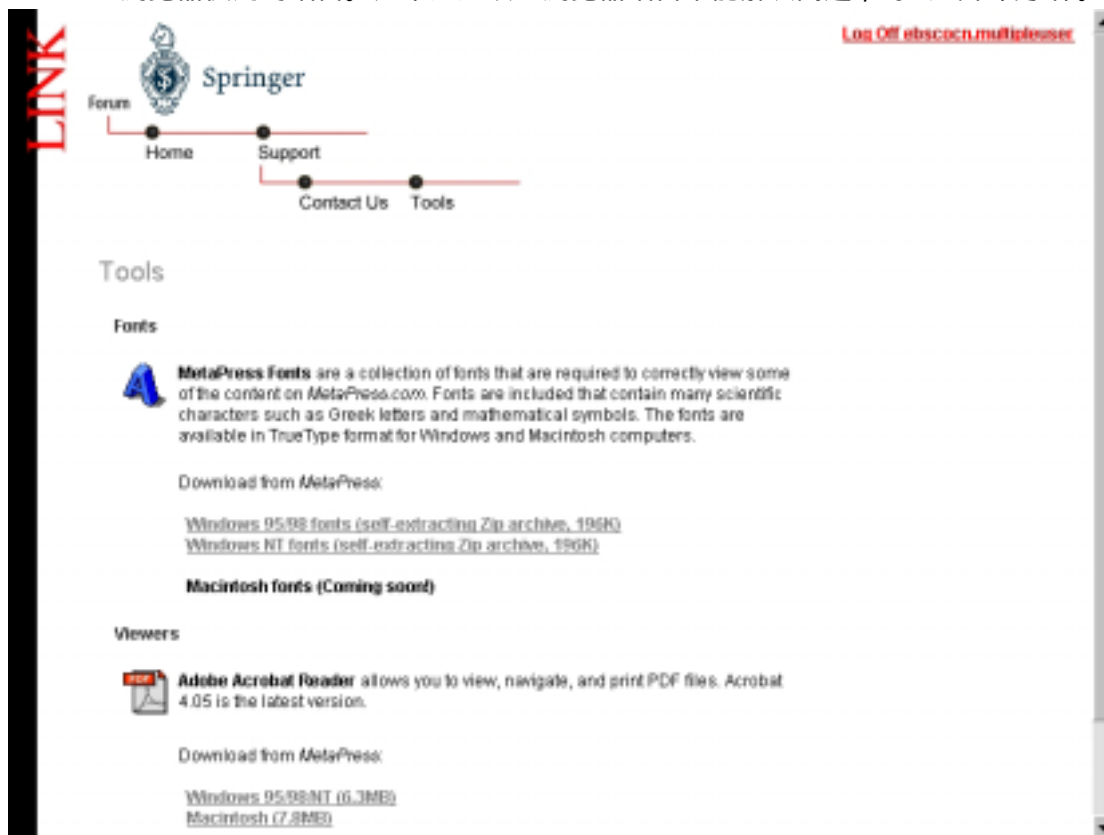 Log Off ebscocn.multipleuser
LINK
Springer
Forum
Home Support
Contact Us Tools
Tools
Fonts
MetaPress Fonts are a collection of fonts that are required to correctly view some
of the content on MetaPress.com. Fonts are included that contain many scientific
characters such as Greek letters and mathematical symbols. The fonts are
available in TrueType format for Windows and Macintosh computers.
Download from MetaPress:
Windows 95/98 fonts (self-extracting Zip archive, 196K)
Windows NT fonts (self-extracting Zip archive, 196K)
Macintosh fonts (Coming soon!)
Viewers
PDF
Adobe Acrobat Reader allows you to view, navigate, and print PDF files. Acrobat
4.05 is the latest version.
Download from MetaPress:
Windows 95/98/NT (6.3MB)
Macintosh (7.8MB)